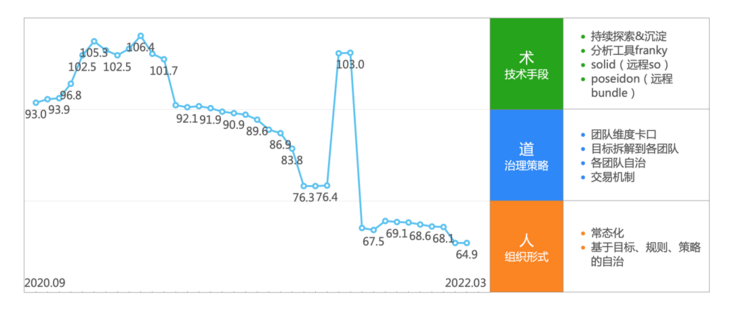 93.0
93.9
96.8
102.5
105.3
102.5
106.4
101.7
92.1
91.9
90.9
89.6
86.9
83.8
76.3
76.4
103.0
67.5
69.1
68.6
68.1
64.9
2020.09
2022.03
术
技术手段
持续探索&沉淀
分析工具franky
solid（远程so）
poseidon（远程
bundle）
道
治理策略
团队维度卡口
目标拆解到各团队
各团队自治
交易机制
人
组织形式
常态化
基于目标、规则、策略
的自治